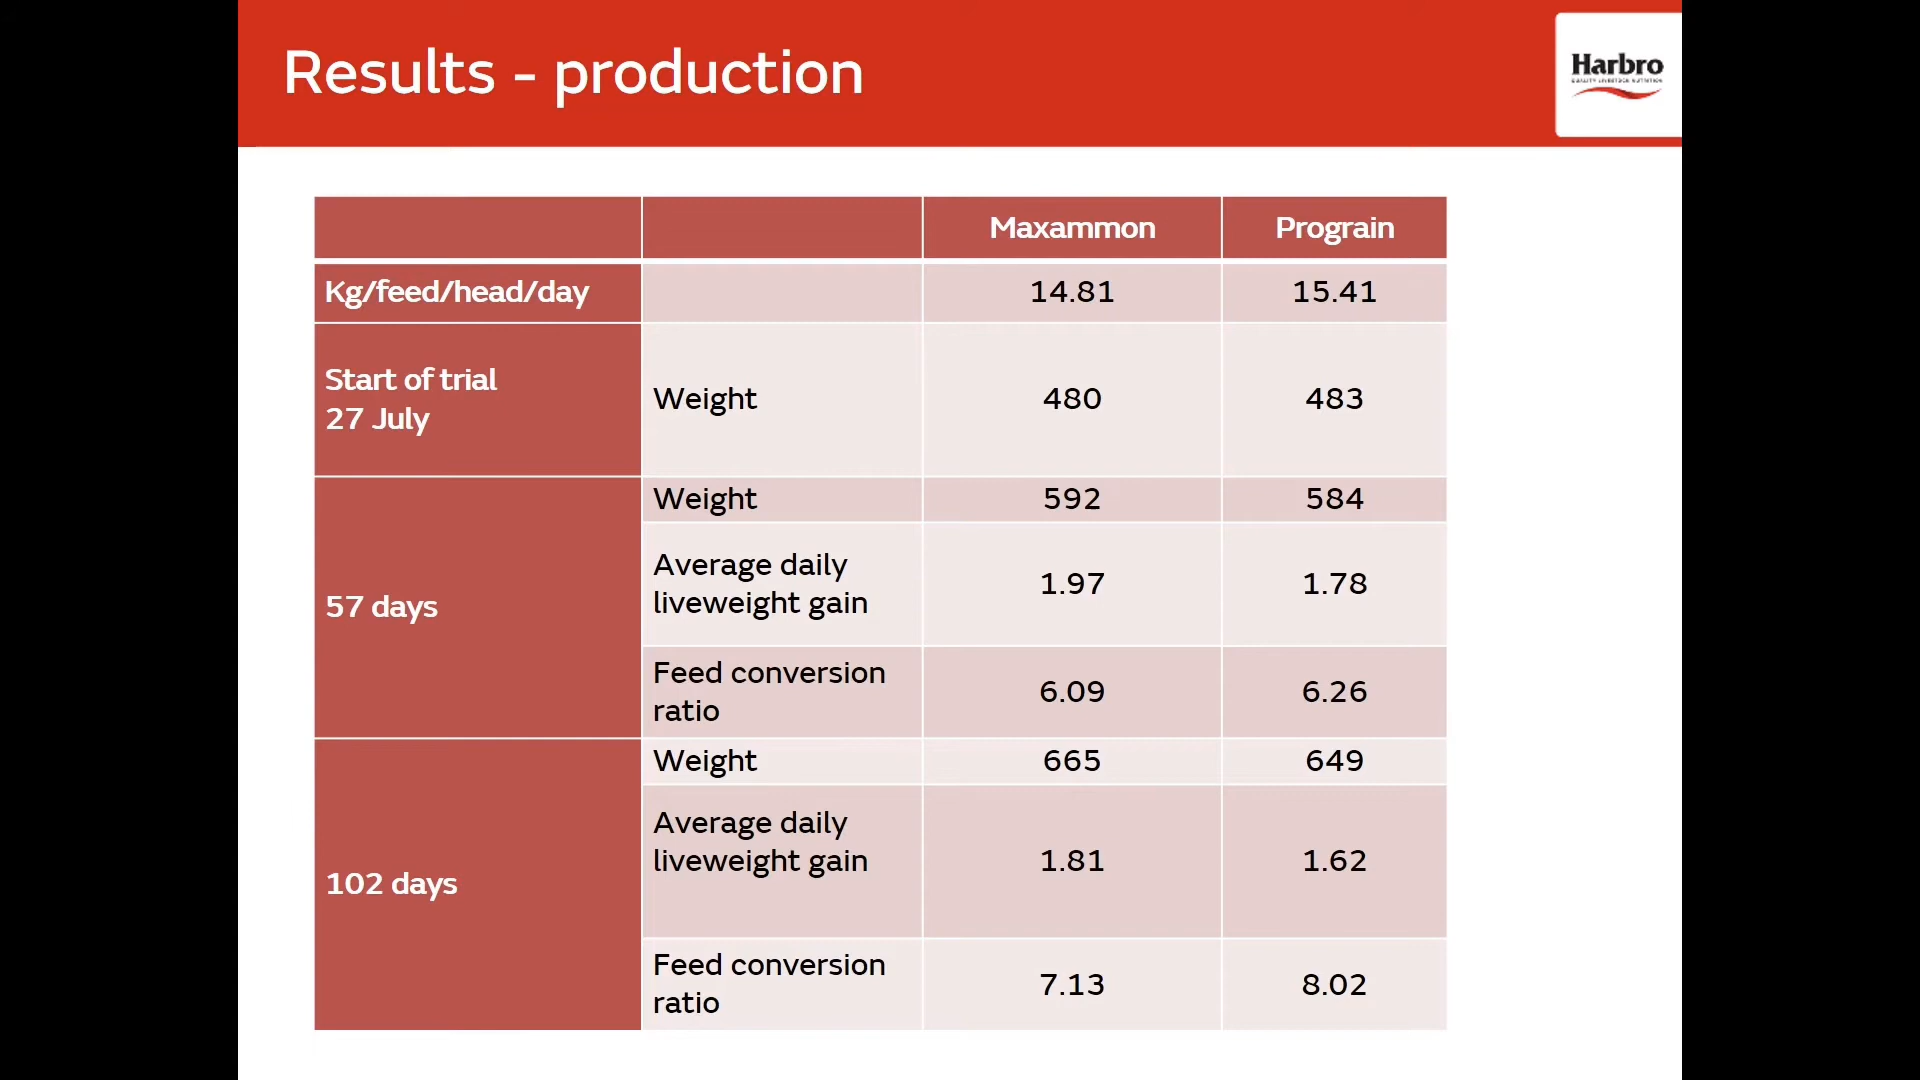 Results - production
Harbro
QUALITY LIVESTOCK NUTRITION
Maxammon Prograin
Kg/feed/head/day 14.81 15.41
Start of trial
27 July
Weight 480 483
57 days
Weight 592 584
Average daily
liveweight gain
1.97 1.78
Feed conversion
ratio
6.09 6.26
102 days
Weight 665 649
Average daily
liveweight gain
1.81 1.62
Feed conversion
ratio
7.13 8.02